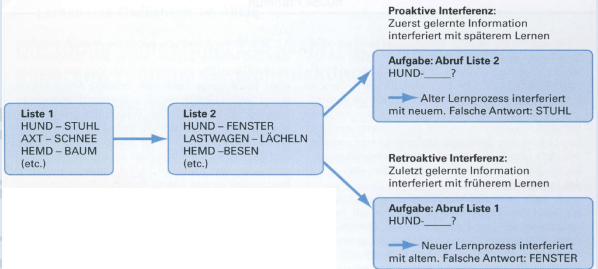 Proaktive Interferenz:
Zuerst gelernte Information
interferiert mit späterem Lernen
Aufgabe: Abruf Liste 2
HUND-_____?
Alter Lernprozess interferiert
mit neuem. Falsche Antwort: STUHL
Liste 1
HUND – STUHL
AXT – SCHNEE
HEMD – BAUM
(etc.)
Liste 2
HUND – FENSTER
LASTWAGEN – LÄCHELN
HEMD –BESEN
(etc.)
Retroaktive Interferenz:
Zuletzt gelernte Information
interferiert mit früherem Lernen
Aufgabe: Abruf Liste 1
HUND-_____?
Neuer Lernprozess interferiert
mit altem. Falsche Antwort: FENSTER